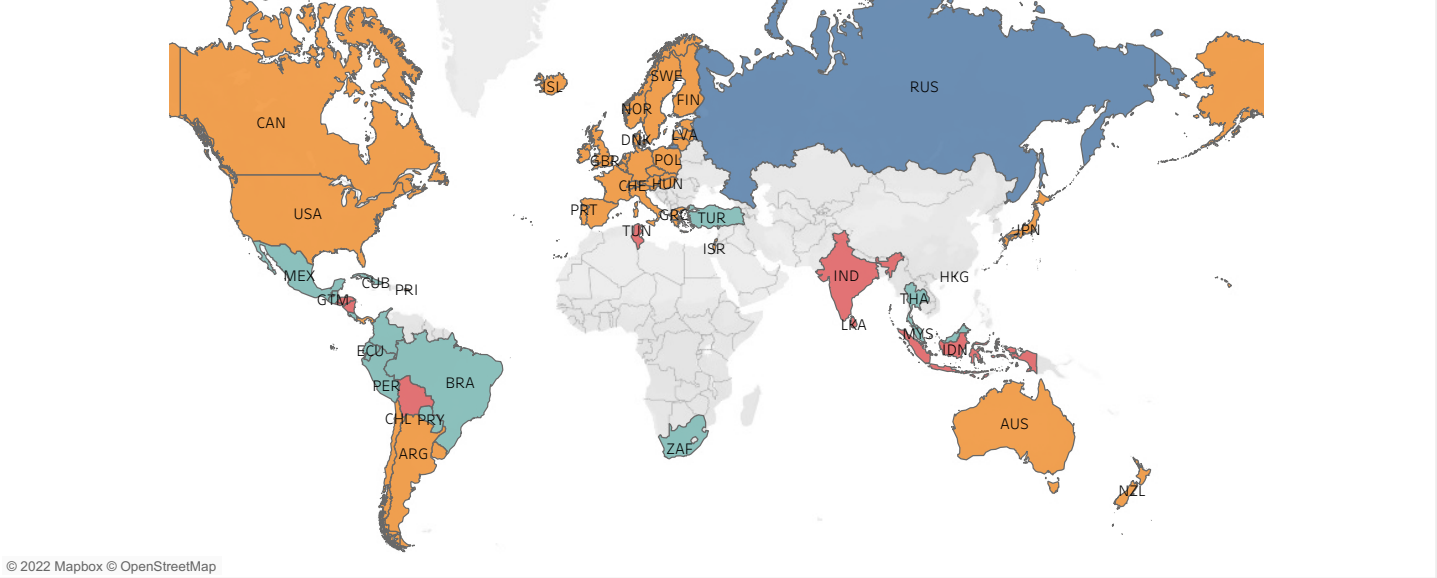 RUS
SWE
ISL
FIN
NOR
CAN
LVA
DNK
GBR
POL
CHE
HUN
PRT
GRC
TUR
USA
TUN
JPN
ISR
MEX
IND
HKG
CUB
PRI
GTM
THA
LKA
MYS
ECU
IDN
PER
BRA
CHL
PRY
AUS
ARG
ZAF
NZL
© 2022 Mapbox © OpenStreetMap